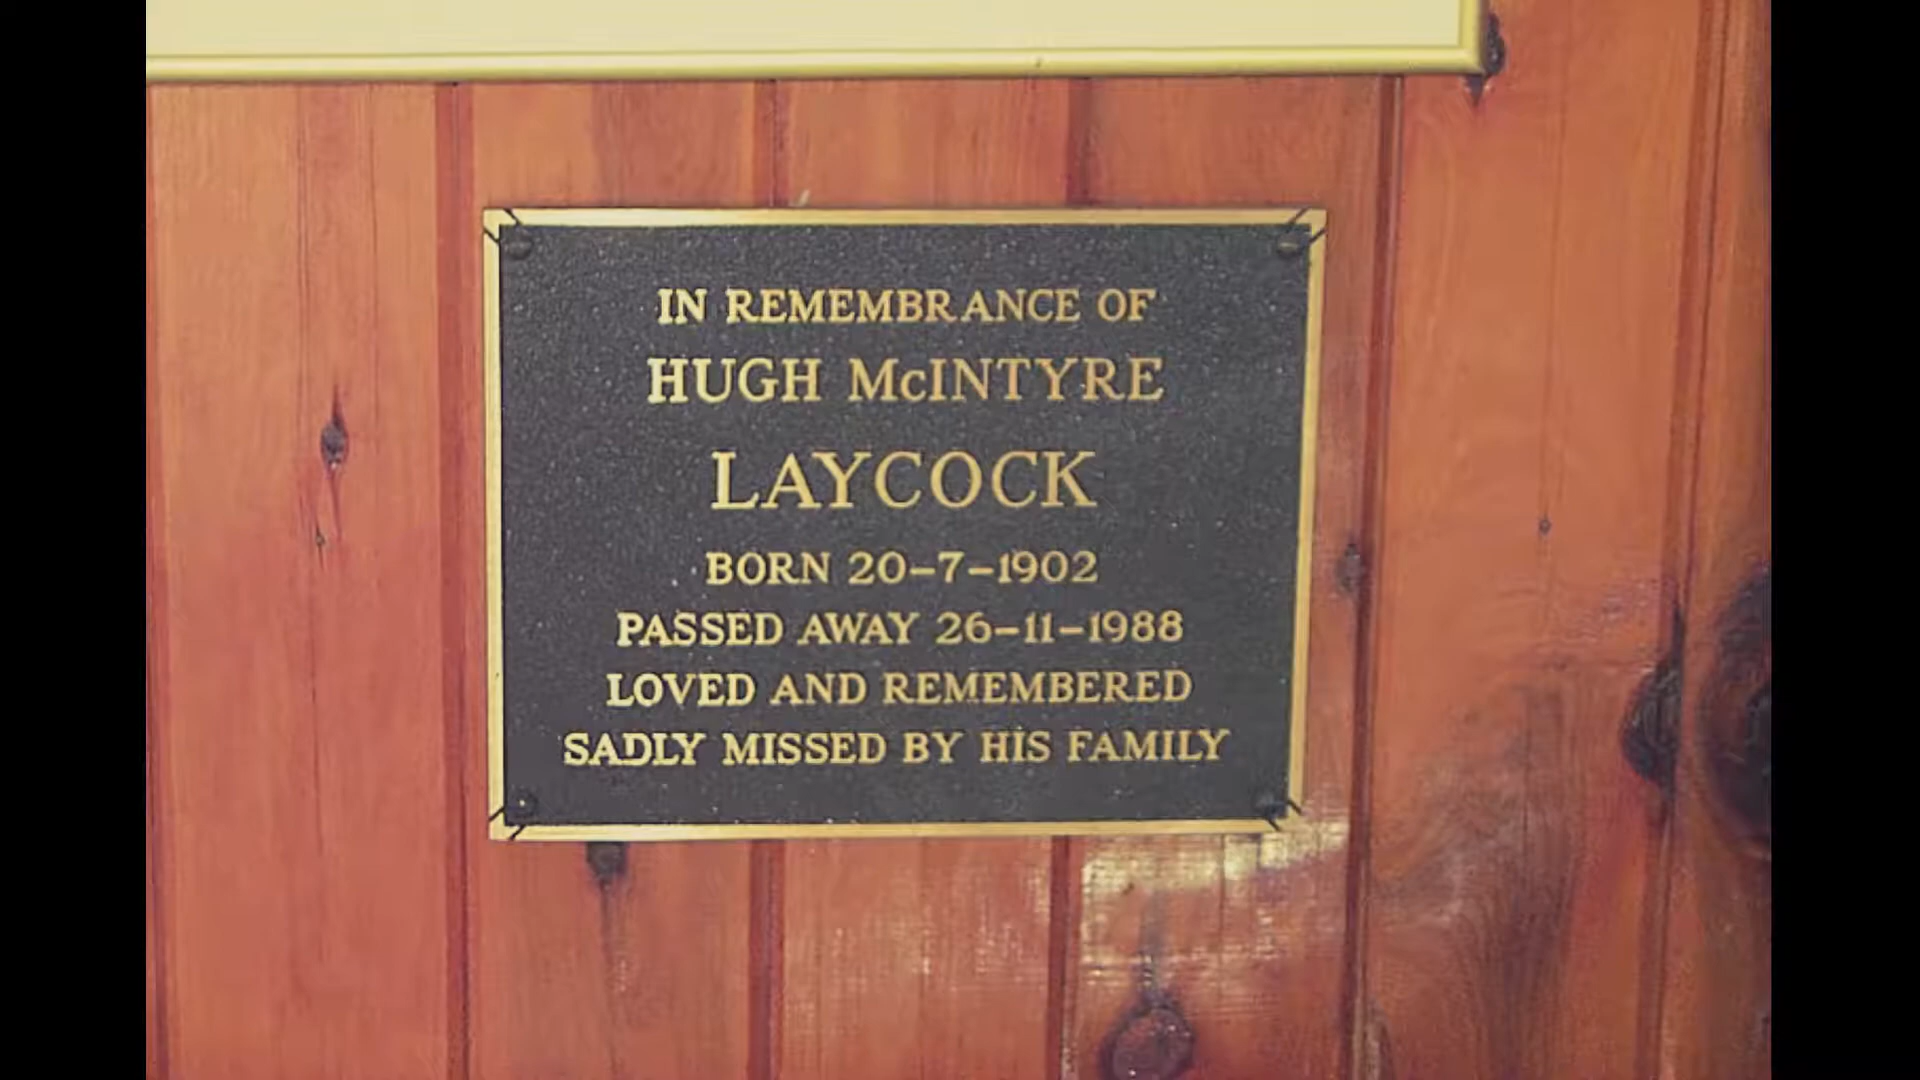 IN REMEMBRANCE OF
HUGH McINTYRE
LAYCOCK
BORN 20-7-1902
PASSED AWAY 26-11-1988
LOVED AND REMEMBERED
SADLY MISSED BY HIS FAMILY